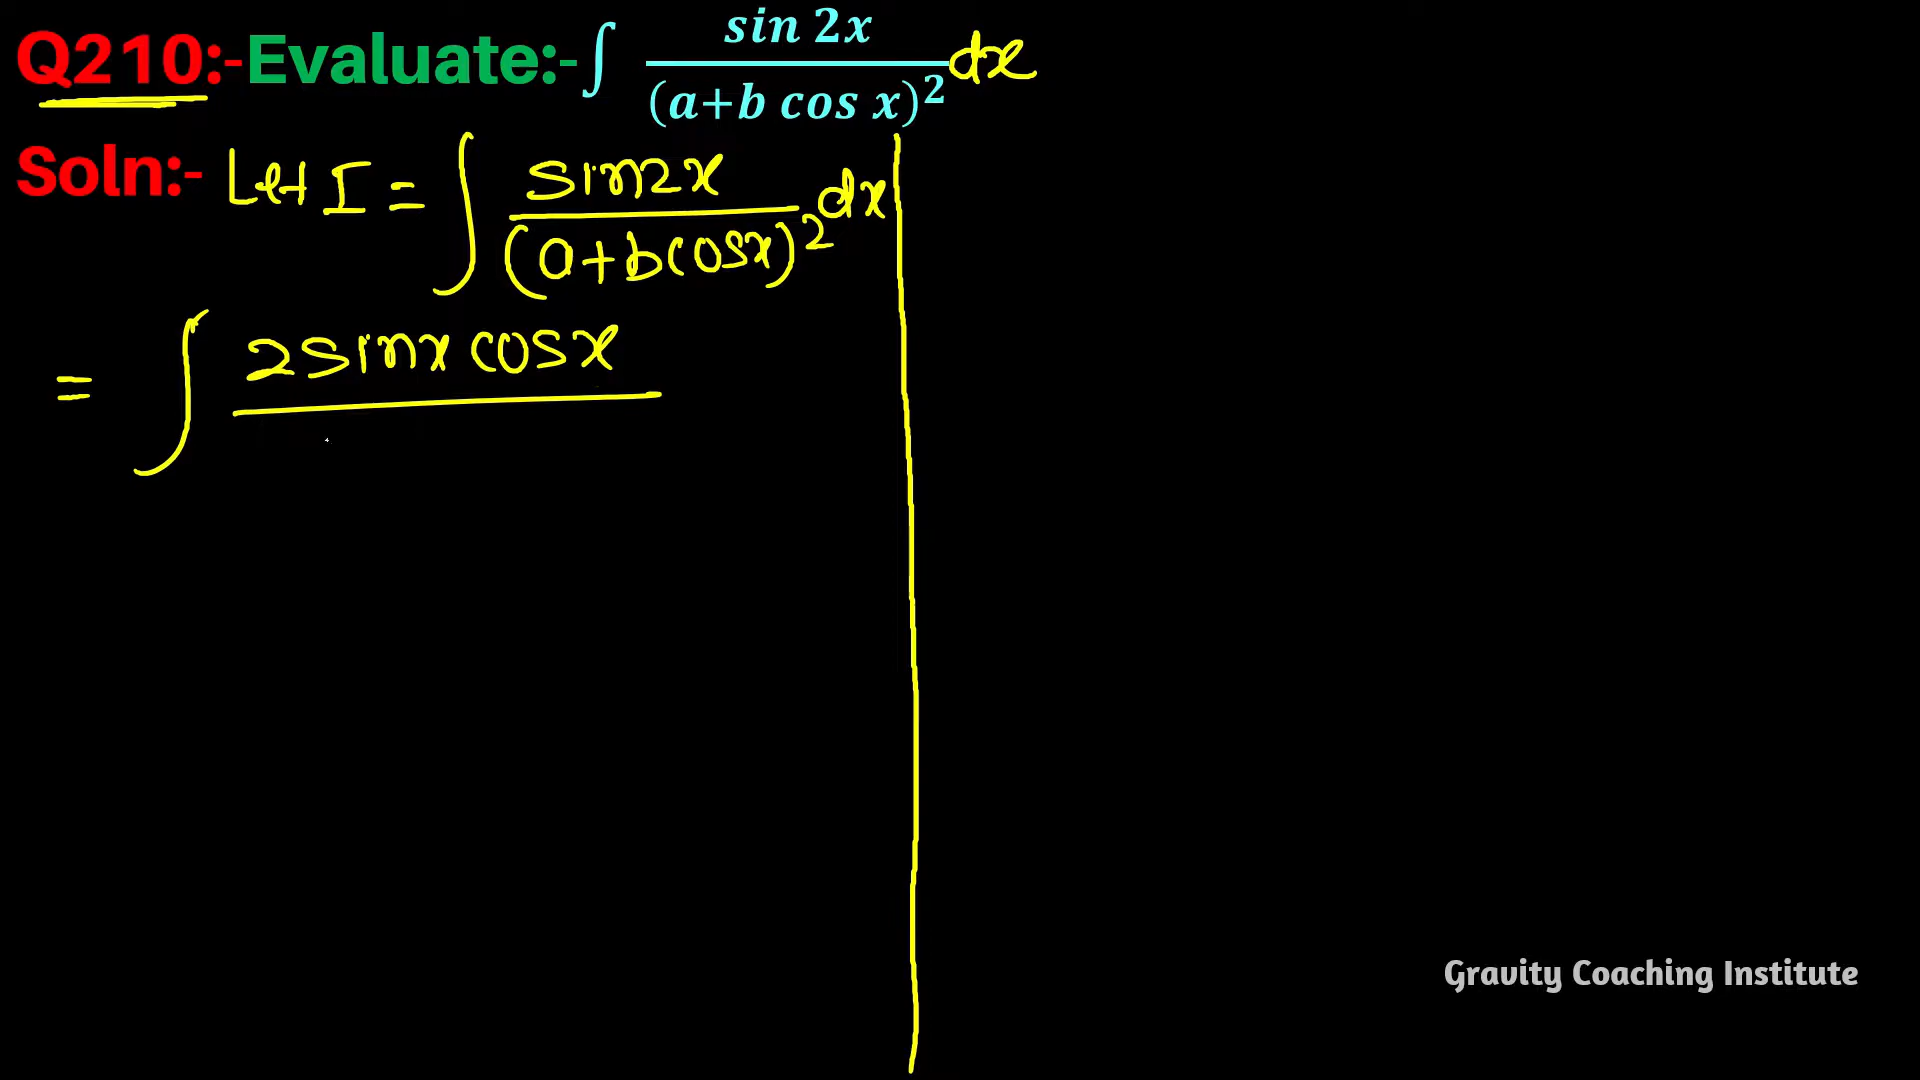 Q210:-Evaluate:-∫ sin 2x / (a+b cos x)² dx
Soln:- Let I = ∫ sin2x / (a+bcosx)² dx
= ∫ 2sinx cosx
Gravity Coaching Institute